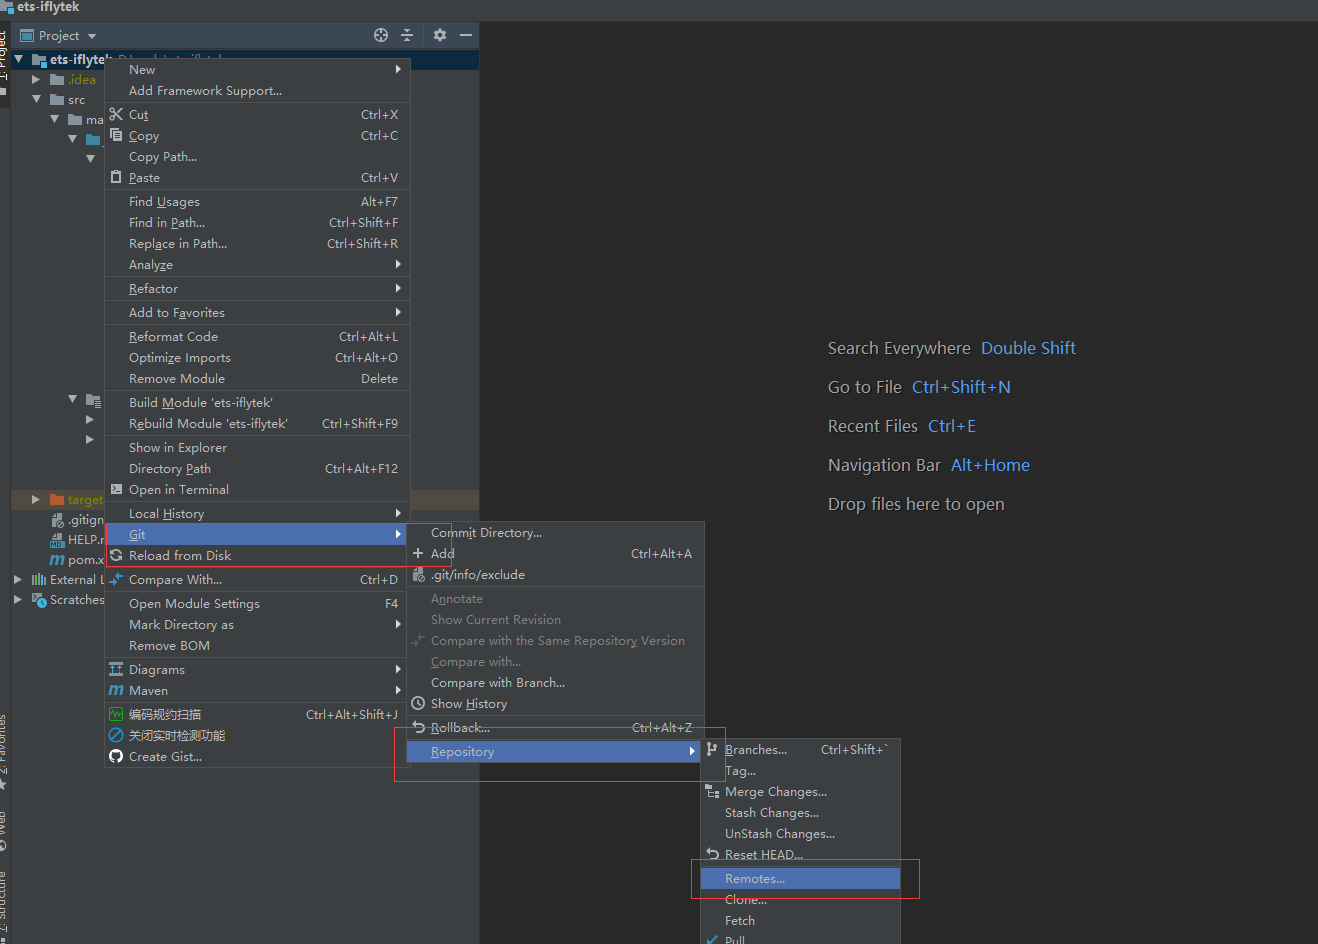 ets-iflytek
Project
1: Project
ets-iflytek
.idea
src
target
External
Scratches
New
Add Framework Support...
Cut Ctrl+X
Copy Ctrl+C
Copy Path...
Paste Ctrl+V
Find Usages Alt+F7
Find in Path... Ctrl+Shift+F
Replace in Path... Ctrl+Shift+R
Analyze
Refactor
Add to Favorites
Reformat Code Ctrl+Alt+L
Optimize Imports Ctrl+Alt+O
Remove Module Delete
Build Module 'ets-iflytek'
Rebuild Module 'ets-iflytek' Ctrl+Shift+F9
Show in Explorer
Directory Path Ctrl+Alt+F12
Open in Terminal
Local History
Git
Reload from Disk
Compare With... Ctrl+D
Open Module Settings F4
Mark Directory as
Remove BOM
Diagrams
Maven
编码规约扫描 Ctrl+Alt+Shift+J
关闭实时检测功能
Create Gist...
Commit Directory...
Add Ctrl+Alt+A
.git/info/exclude
Annotate
Show Current Revision
Compare with the Same Repository Version
Compare with...
Compare with Branch...
Show History
Rollback... Ctrl+Alt+Z
Repository
Branches... Ctrl+Shift+`
Tag...
Merge Changes...
Stash Changes...
UnStash Changes...
Reset HEAD...
Remotes...
Clone...
Fetch
Pull
Search Everywhere Double Shift
Go to File Ctrl+Shift+N
Recent Files Ctrl+E
Navigation Bar Alt+Home
Drop files here to open
2: Favorites
Web
7: Structure